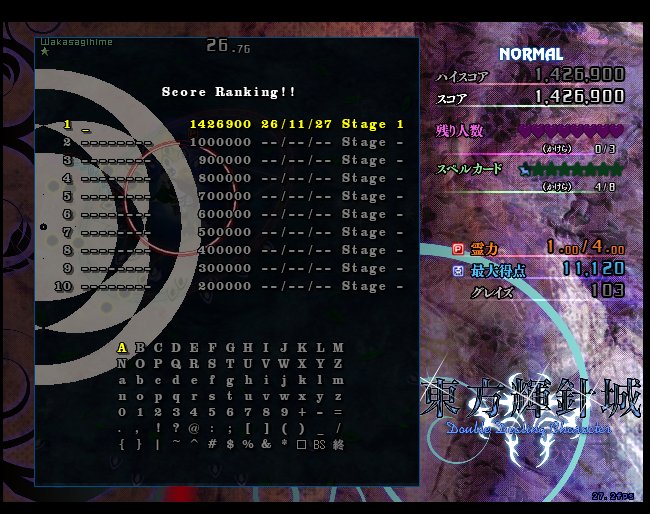 Wakasagihime
26.76
Score Ranking!!
1 _ 1426900 26/11/27 Stage 1
2 -------- 1000000 --/--/-- Stage -
3 -------- 900000 --/--/-- Stage -
4 -------- 800000 --/--/-- Stage -
5 -------- 700000 --/--/-- Stage -
6 -------- 600000 --/--/-- Stage -
7 -------- 500000 --/--/-- Stage -
8 -------- 400000 --/--/-- Stage -
9 -------- 300000 --/--/-- Stage -
10 -------- 200000 --/--/-- Stage -
A B C D E F G H I J K L M
N O P Q R S T U V W X Y Z
a b c d e f g h i j k l m
n o p q r s t u v w x y z
0 1 2 3 4 5 6 7 8 9 + - =
. , ! ? @ : ; [ ] ( ) _ /
{ } | ~ ^ # $ % & * □ BS 終
NORMAL
ハイスコア 1,426,900
スコア 1,426,900
残り人数
(かけら) 0/3
スペルカード
(かけら) 4/8
P 霊力 1.00/4.00
最大得点 11,120
グレイズ 103
東方輝針城
Double Dealing Character
27.2fps